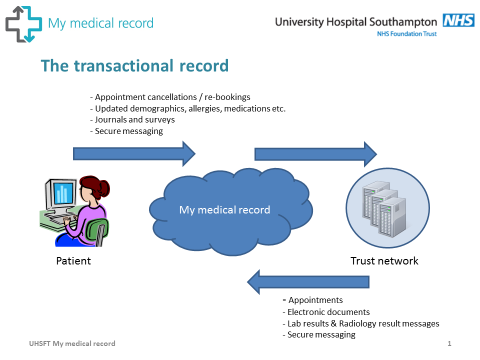 My medical record
University Hospital Southampton NHS
NHS Foundation Trust
The transactional record
- Appointment cancellations / re-bookings
- Updated demographics, allergies, medications etc.
- Journals and surveys
- Secure messaging
My medical record
Patient
Trust network
- Appointments
- Electronic documents
- Lab results & Radiology result messages
- Secure messaging
UHSFT My medical record
1